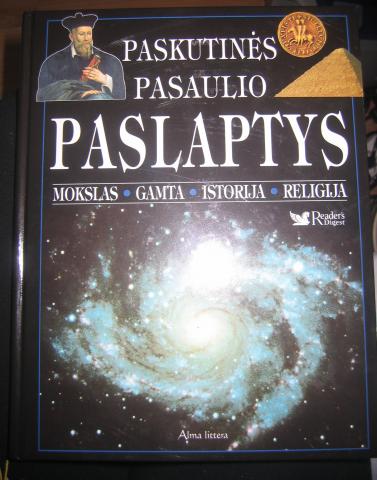 PASKUTINĖS
PASAULIO
PASLAPTYS
MOKSLAS • GAMTA • ISTORIJA • RELIGIJA
Reader's
Digest
Alma littera